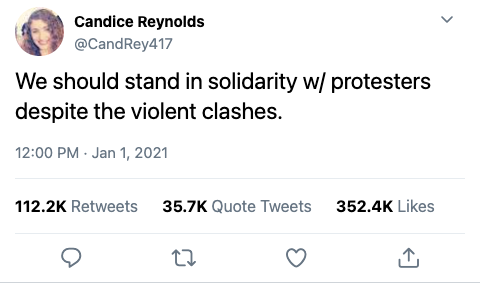 Candice Reynolds
@CandRey417
We should stand in solidarity w/ protesters
despite the violent clashes.
12:00 PM · Jan 1, 2021
112.2K Retweets 35.7K Quote Tweets 352.4K Likes